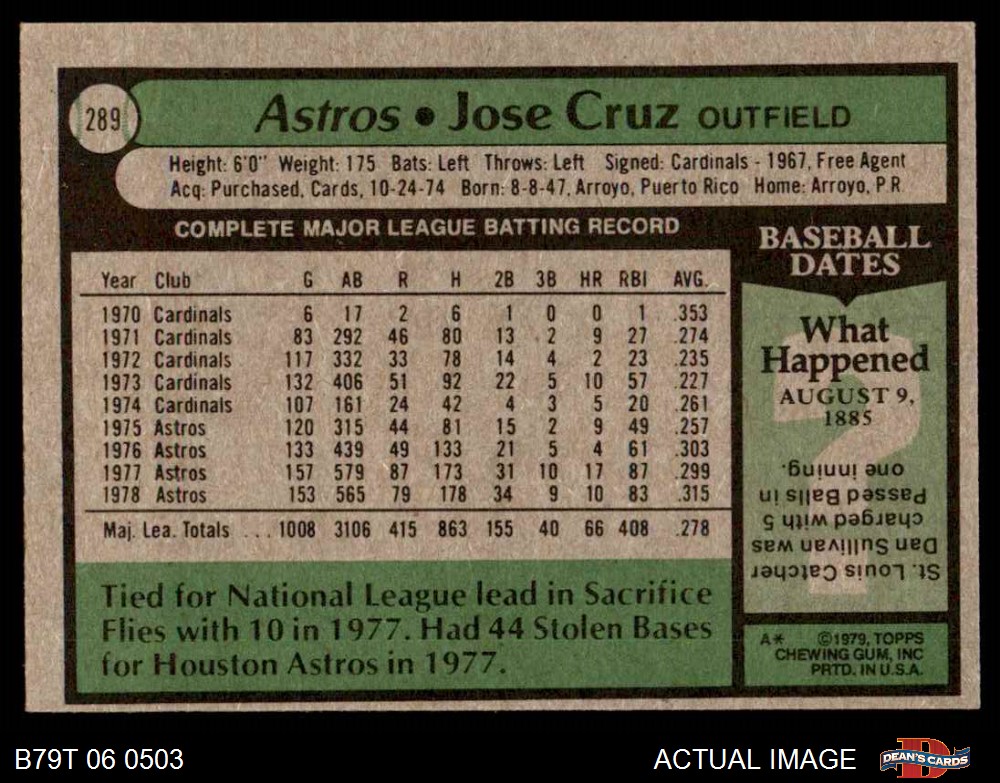 289
Astros • Jose Cruz OUTFIELD
Height: 6'0" Weight: 175 Bats: Left Throws: Left Signed: Cardinals - 1967, Free Agent
Acq: Purchased, Cards, 10-24-74 Born: 8-8-47, Arroyo, Puerto Rico Home: Arroyo, P.R.
COMPLETE MAJOR LEAGUE BATTING RECORD
Year Club G AB R H 2B 3B HR RBI AVG.
1970 Cardinals 6 17 2 6 1 0 0 1 .353
1971 Cardinals 83 292 46 80 13 2 9 27 .274
1972 Cardinals 117 332 33 78 14 4 2 23 .235
1973 Cardinals 132 406 51 92 22 5 10 57 .227
1974 Cardinals 107 161 24 42 4 3 5 20 .261
1975 Astros 120 315 44 81 15 2 9 49 .257
1976 Astros 133 439 49 133 21 5 4 61 .303
1977 Astros 157 579 87 173 31 10 17 87 .299
1978 Astros 153 565 79 178 34 9 10 83 .315
Maj. Lea. Totals ... 1008 3106 415 863 155 40 66 408 .278
Tied for National League lead in Sacrifice
Flies with 10 in 1977. Had 44 Stolen Bases
for Houston Astros in 1977.
BASEBALL
DATES
What
Happened
AUGUST 9,
1885
St. Louis Catcher
Dan Sullivan was
charged with 5
Passed Balls in
one inning.
A* ©1979, TOPPS
CHEWING GUM, INC
PRTD. IN U.S.A.
B79T 06 0503
ACTUAL IMAGE
D
DEAN'S CARDS